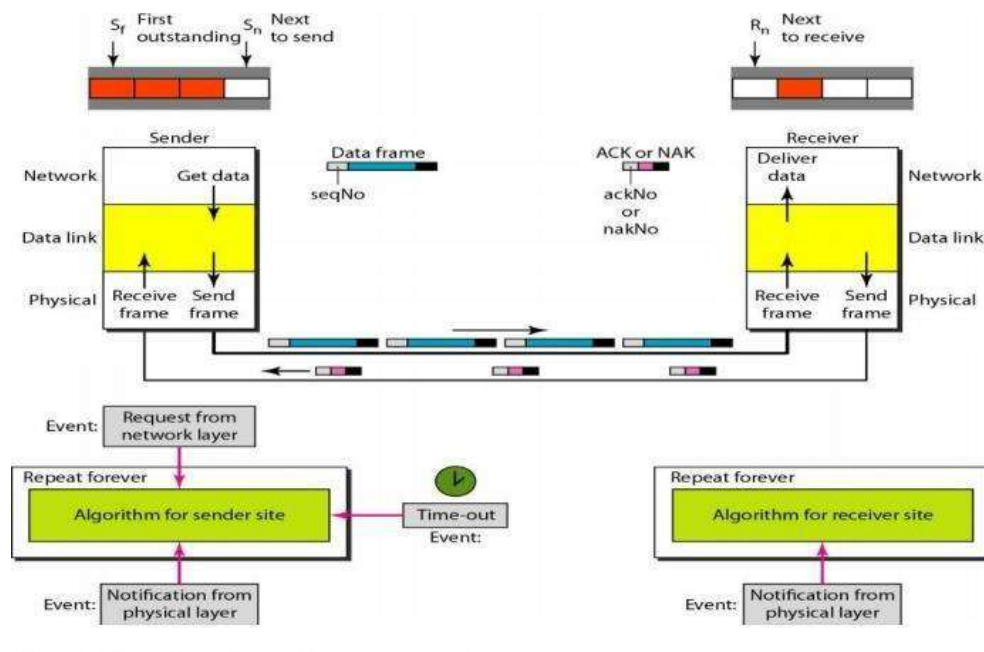 Sf First outstanding
Sn Next to send
Rn Next to receive
Sender
Receiver
Data frame
seqNo
ACK or NAK
ackNo
or
nakNo
Network
Get data
Deliver
data
Network
Data link
Data link
Physical
Receive
frame
Send
frame
Receive
frame
Send
frame
Physical
Event:
Request from
network layer
Repeat forever
Algorithm for sender site
Time-out
Event:
Repeat forever
Algorithm for receiver site
Event:
Notification from
physical layer
Event:
Notification from
physical layer